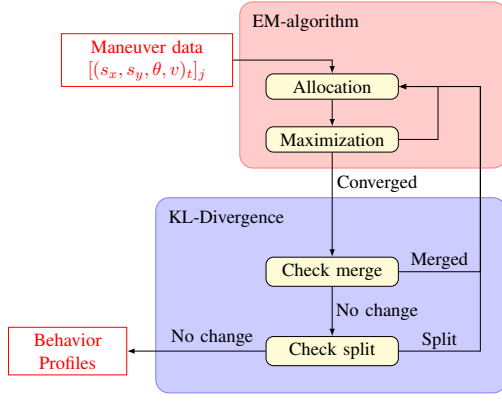 EM-algorithm
Maneuver data
[(s_x, s_y, θ, v)_t]_j
Allocation
Maximization
Converged
KL-Divergence
Check merge
Merged
No change
Behavior
Profiles
No change
Check split
Split